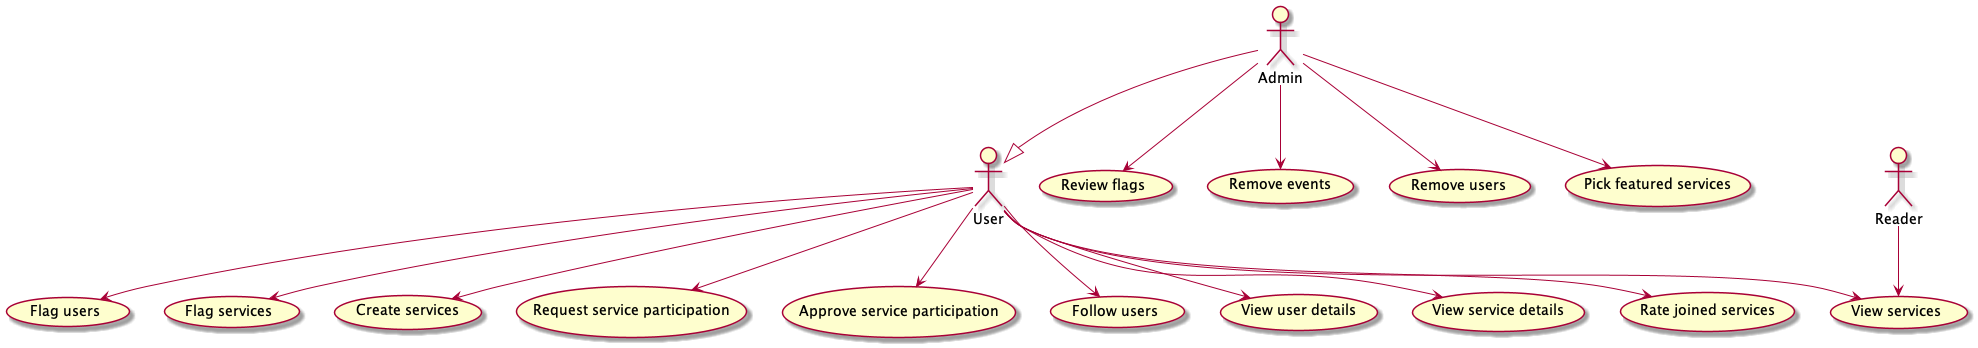 Admin
User
Review flags
Remove events
Remove users
Pick featured services
Reader
Flag users
Flag services
Create services
Request service participation
Approve service participation
Follow users
View user details
View service details
Rate joined services
View services